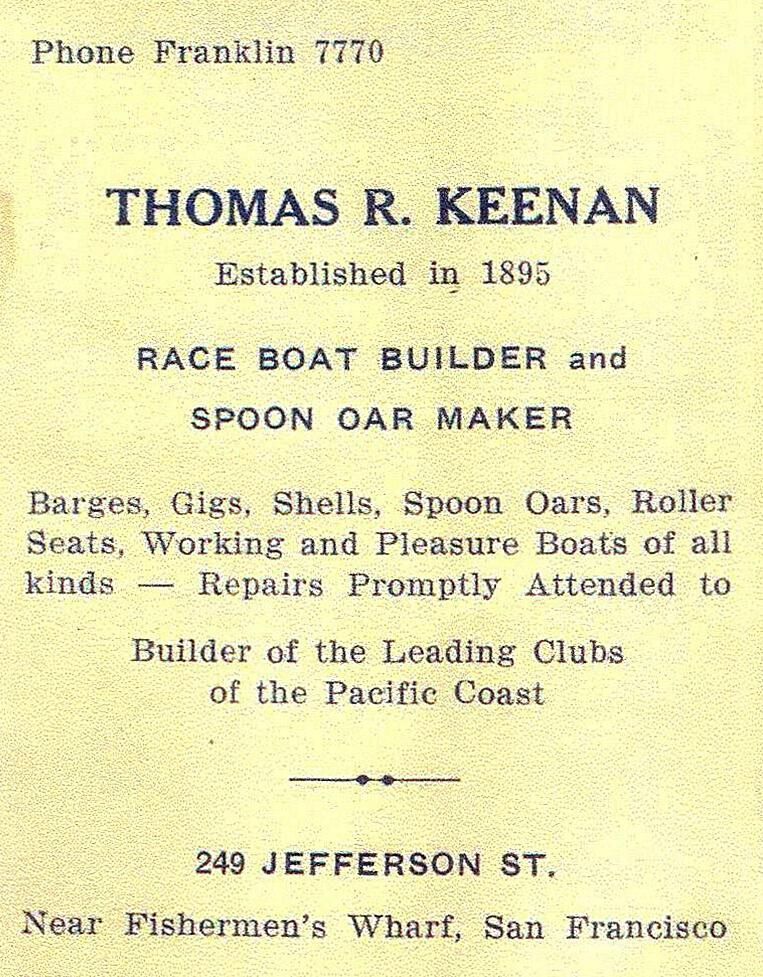 Phone Franklin 7770
THOMAS R. KEENAN
Established in 1895
RACE BOAT BUILDER and
SPOON OAR MAKER
Barges, Gigs, Shells, Spoon Oars, Roller
Seats, Working and Pleasure Boats of all
kinds — Repairs Promptly Attended to
Builder of the Leading Clubs
of the Pacific Coast
249 JEFFERSON ST.
Near Fishermen's Wharf, San Francisco